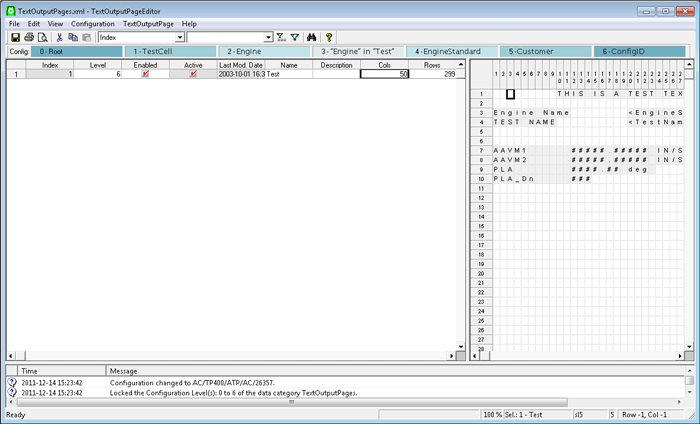 TextOutputPages.xml - TextOutputPageEditor
File Edit View Configuration TextOutputPage Help
Index
Config: 0 - Root 1 - TestCell 2 - Engine 3 - "Engine" in "Test" 4 - EngineStandard 5 - Customer 6 - ConfigID
Index Level Enabled Active Last Mod. Date Name Description Cols Rows
1 1 6 2003-10-01 16:3 Test 50 299
1 2 3 4 5 6 7 8 9 10 11 12 13 14 15 16 17 18 19 20 21 22 23 24 25 26 27
1 THIS IS A TEST TEX
2
3 Engine Name <EngineS
4 TEST NAME <TestNam
5
6
7 AAVM1 #####.##### IN/S
8 AAVM2 #####.##### IN/S
9 PLA ####.## deg
10 PLA_Dn ###
11
12
13
14
15
16
17
18
19
20
21
22
23
24
25
26
27
28
Time Message
2011-12-14 15:23:42 Configuration changed to AC/TP400/ATP/AC/26357.
2011-12-14 15:23:42 Locked the Configuration Level(s): 0 to 6 of the data category TextOutputPages.
Ready 100 % Sel.: 1 - Test sl5 5 Row -1, Col -1